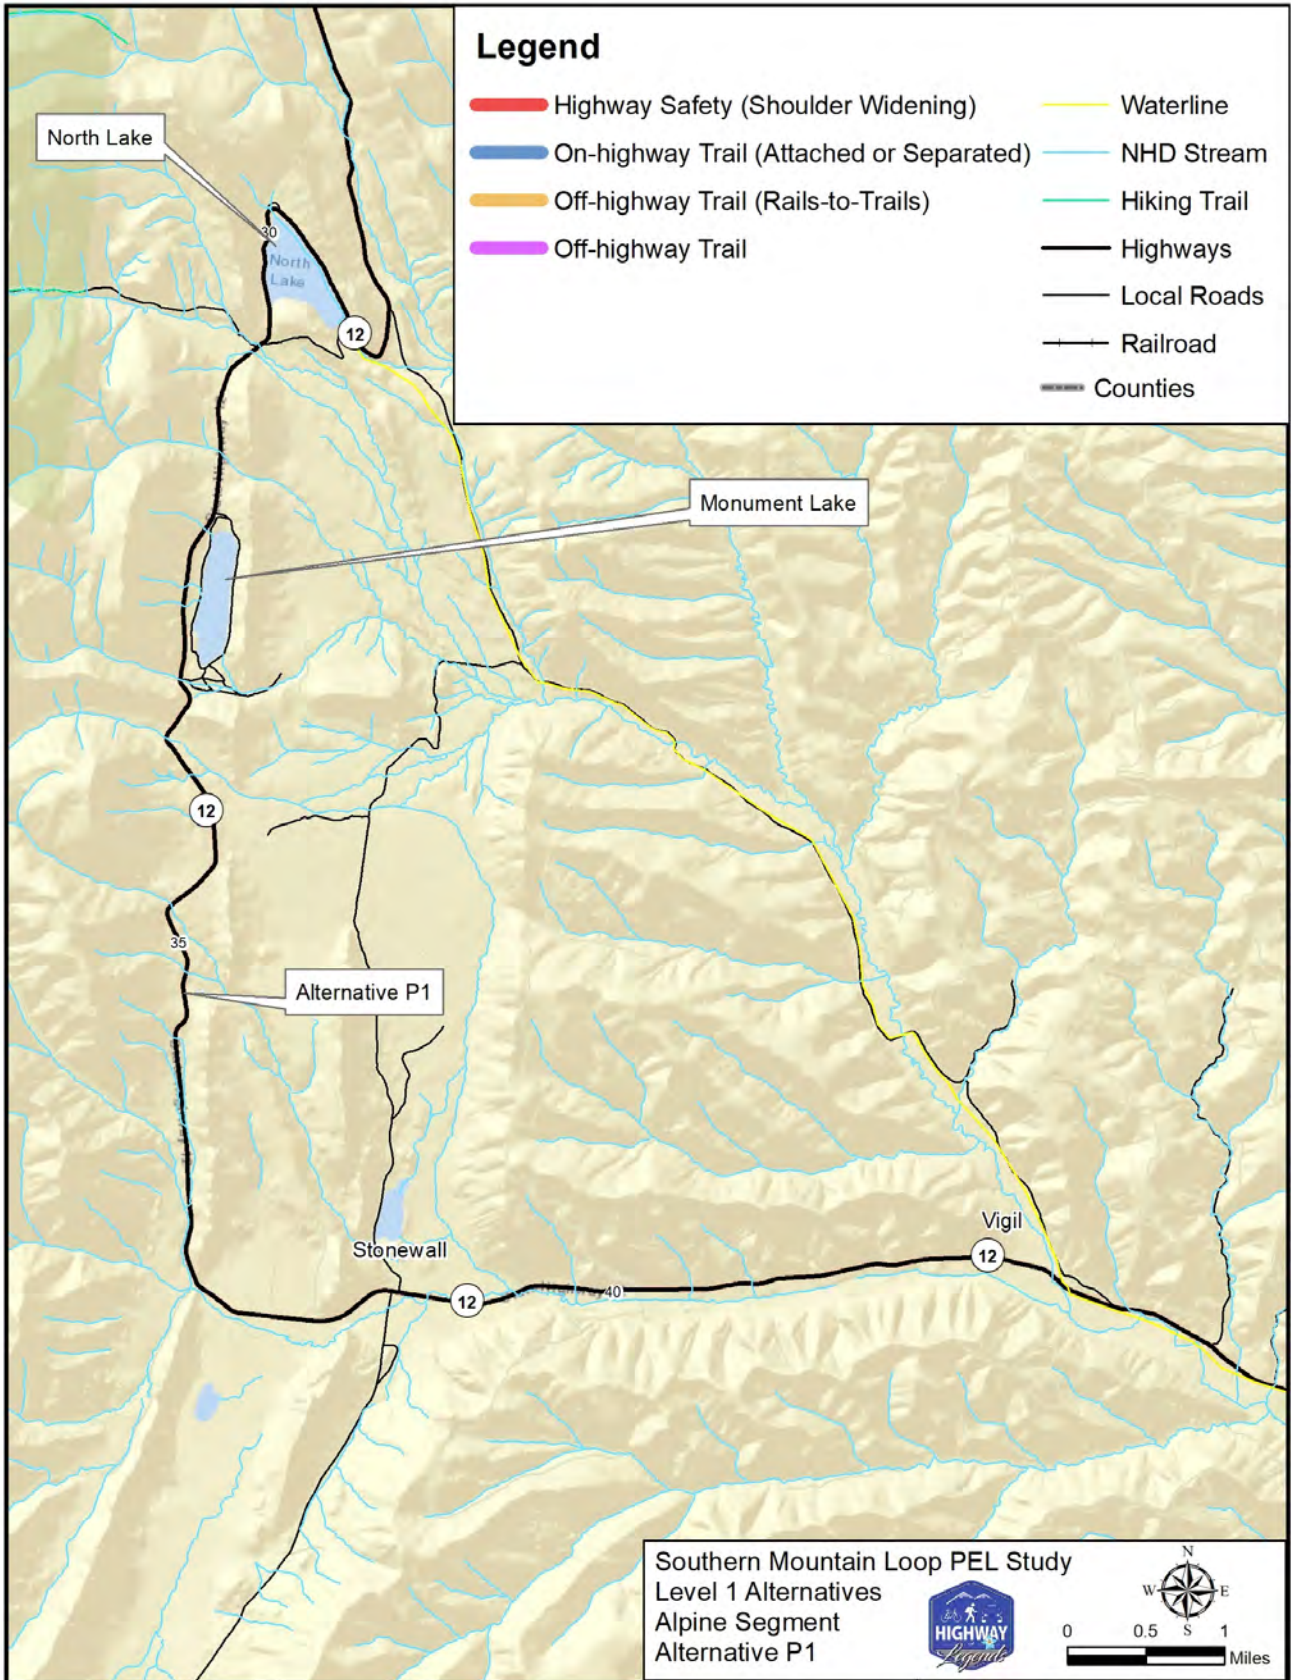 Legend
Highway Safety (Shoulder Widening)
On-highway Trail (Attached or Separated)
Off-highway Trail (Rails-to-Trails)
Off-highway Trail
Waterline
NHD Stream
Hiking Trail
Highways
Local Roads
Railroad
Counties
North Lake
30
North
Lake
12
Monument Lake
12
35
Alternative P1
Stonewall
12
40
Vigil
12
Southern Mountain Loop PEL Study
Level 1 Alternatives
Alpine Segment
Alternative P1
HIGHWAY
Legends
N
W
E
S
0 0.5 1
Miles